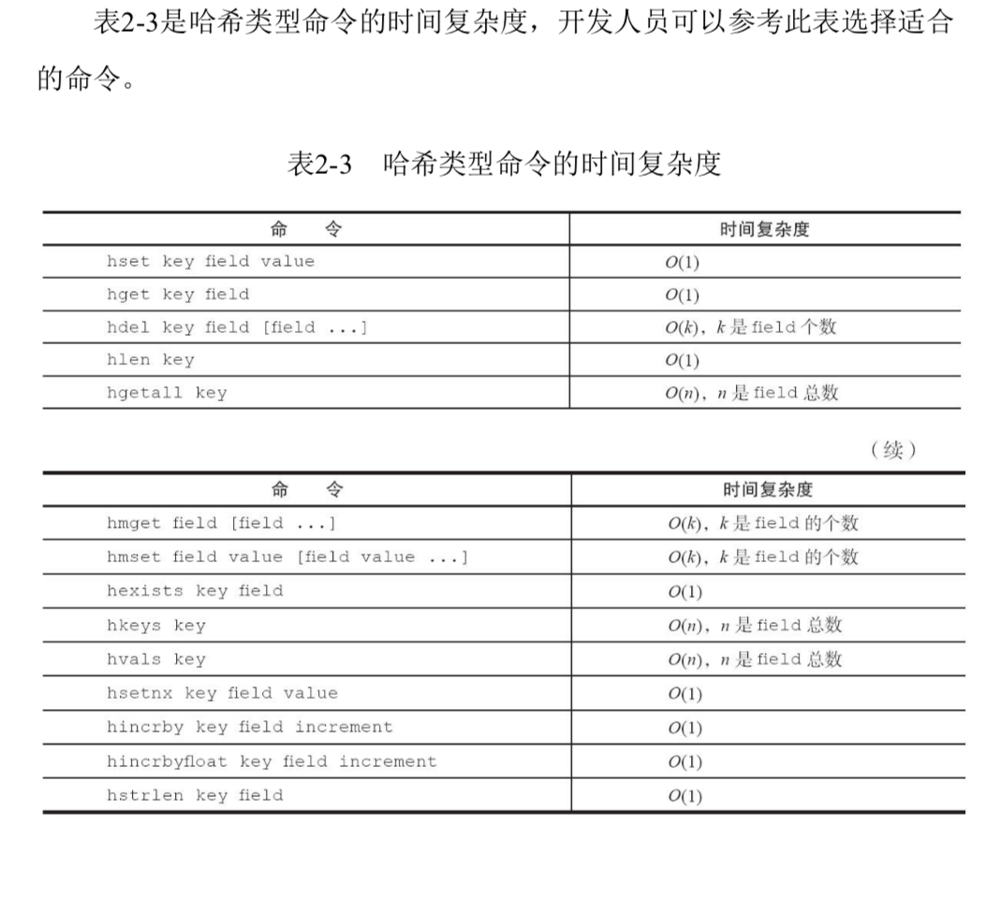 表2-3是哈希类型命令的时间复杂度，开发人员可以参考此表选择适合
的命令。
表2-3 哈希类型命令的时间复杂度
命 令 时间复杂度
hset key field value O(1)
hget key field O(1)
hdel key field [field ...] O(k)，k 是 field 个数
hlen key O(1)
hgetall key O(n)，n 是 field 总数
（续）
命 令 时间复杂度
hmget field [field ...] O(k)，k 是 field 的个数
hmset field value [field value ...] O(k)，k 是 field 的个数
hexists key field O(1)
hkeys key O(n)，n 是 field 总数
hvals key O(n)，n 是 field 总数
hsetnx key field value O(1)
hincrby key field increment O(1)
hincrbyfloat key field increment O(1)
hstrlen key field O(1)